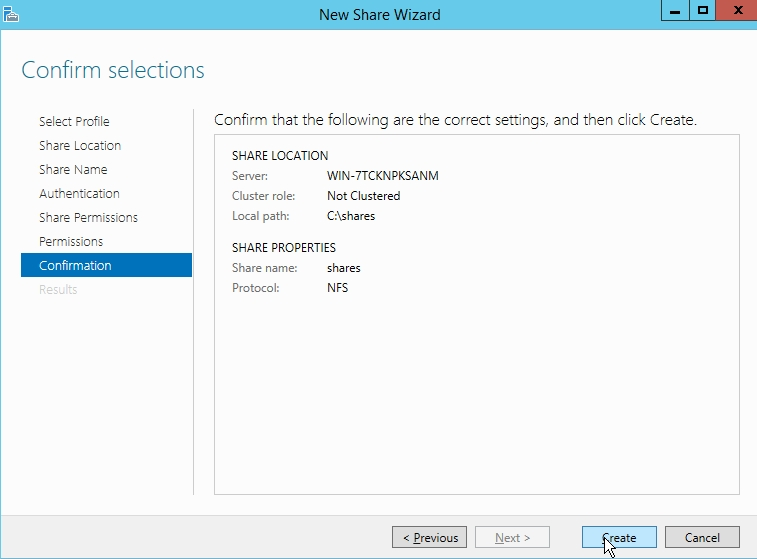 New Share Wizard
Confirm selections
Select Profile
Share Location
Share Name
Authentication
Share Permissions
Permissions
Confirmation
Results
Confirm that the following are the correct settings, and then click Create.
SHARE LOCATION
Server: WIN-7TCKNPKSANM
Cluster role: Not Clustered
Local path: C:\shares
SHARE PROPERTIES
Share name: shares
Protocol: NFS
< Previous
Next >
Create
Cancel